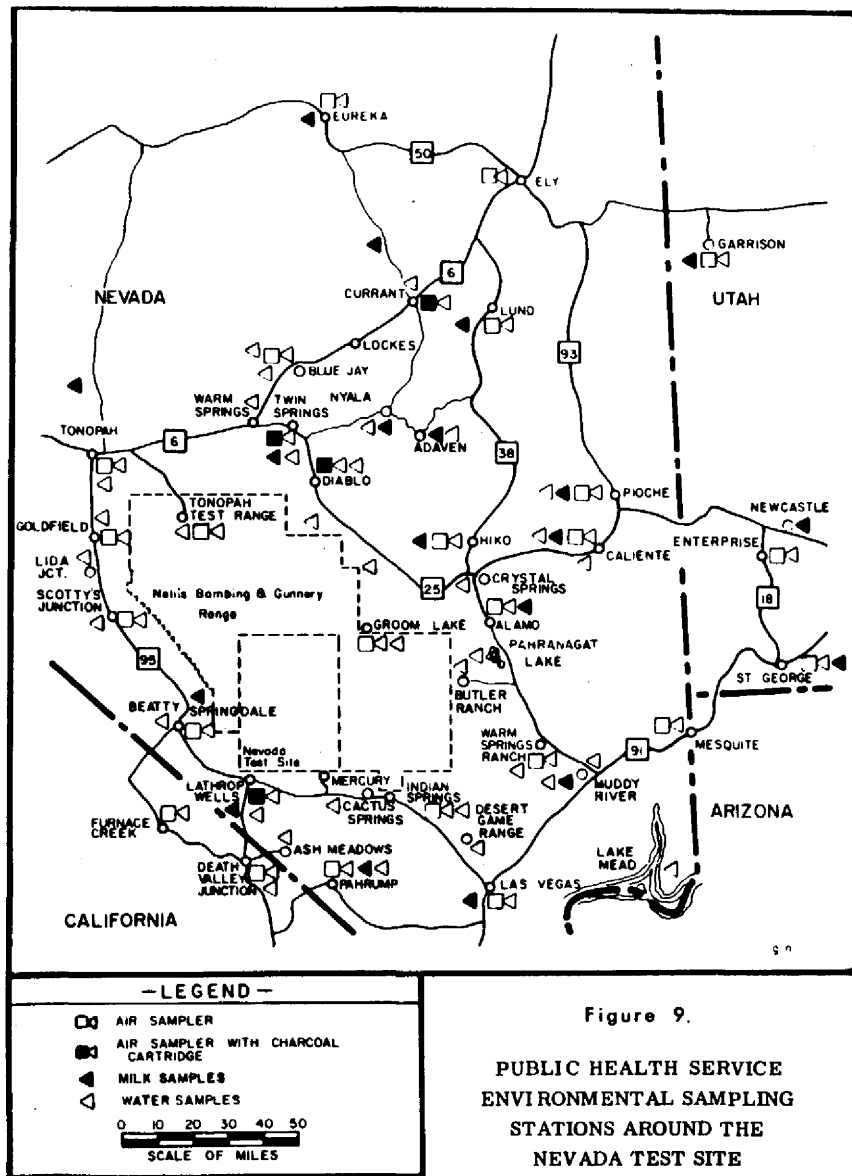 EUREKA
50
ELY
GARRISON
6
NEVADA
CURRANT
UTAH
LUND
LOCKES
93
BLUE JAY
WARM
SPRINGS
TWIN
SPRINGS
NYALA
TONOPAH
6
ADAVEN
38
DIABLO
PIOCHE
TONOPAH
TEST RANGE
NEWCASTLE
GOLDFIELD
HIKO
ENTERPRISE
CALIENTE
LIDA
JCT.
25
CRYSTAL
SPRINGS
SCOTTY'S
JUNCTION
Nellis Bombing & Gunnery
Range
18
GROOM LAKE
ALAMO
95
PAHRANAGAT
LAKE
ST GEORGE
BUTLER
RANCH
BEATTY
SPRINGDALE
WARM
SPRINGS
RANCH
91
MESQUITE
Nevada
Test Site
MERCURY
MUDDY
RIVER
LATHROP
WELLS
INDIAN
SPRINGS
CACTUS
SPRINGS
DESERT
GAME
RANGE
ARIZONA
FURNACE
CREEK
ASH MEADOWS
LAKE
MEAD
DEATH
VALLEY
JUNCTION
PAHRUMP
LAS VEGAS
CALIFORNIA
—LEGEND—
AIR SAMPLER
AIR SAMPLER WITH CHARCOAL
CARTRIDGE
MILK SAMPLES
WATER SAMPLES
0 10 20 30 40 50
SCALE OF MILES
Figure 9.
PUBLIC HEALTH SERVICE
ENVIRONMENTAL SAMPLING
STATIONS AROUND THE
NEVADA TEST SITE